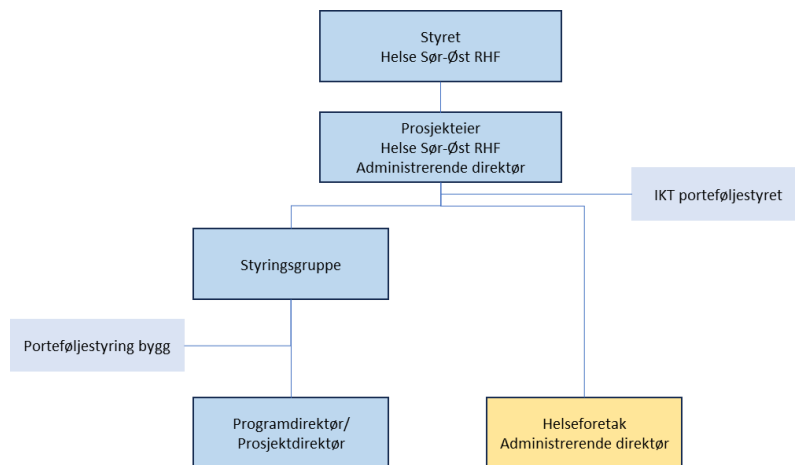 Styret
Helse Sør-Øst RHF
Prosjekteier
Helse Sør-Øst RHF
Administrerende direktør
IKT porteføljestyret
Styringsgruppe
Porteføljestyring bygg
Programdirektør/
Prosjektdirektør
Helseforetak
Administrerende direktør